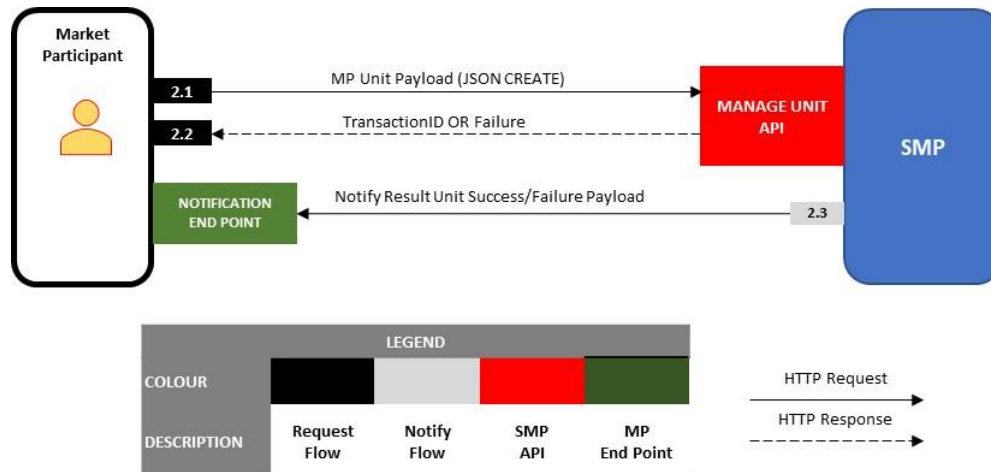 Market
Participant
2.1
MP Unit Payload (JSON CREATE)
MANAGE UNIT
API
2.2
TransactionID OR Failure
SMP
NOTIFICATION
END POINT
Notify Result Unit Success/Failure Payload
2.3
LEGEND
COLOUR
DESCRIPTION
Request
Flow
Notify
Flow
SMP
API
MP
End Point
HTTP Request
HTTP Response